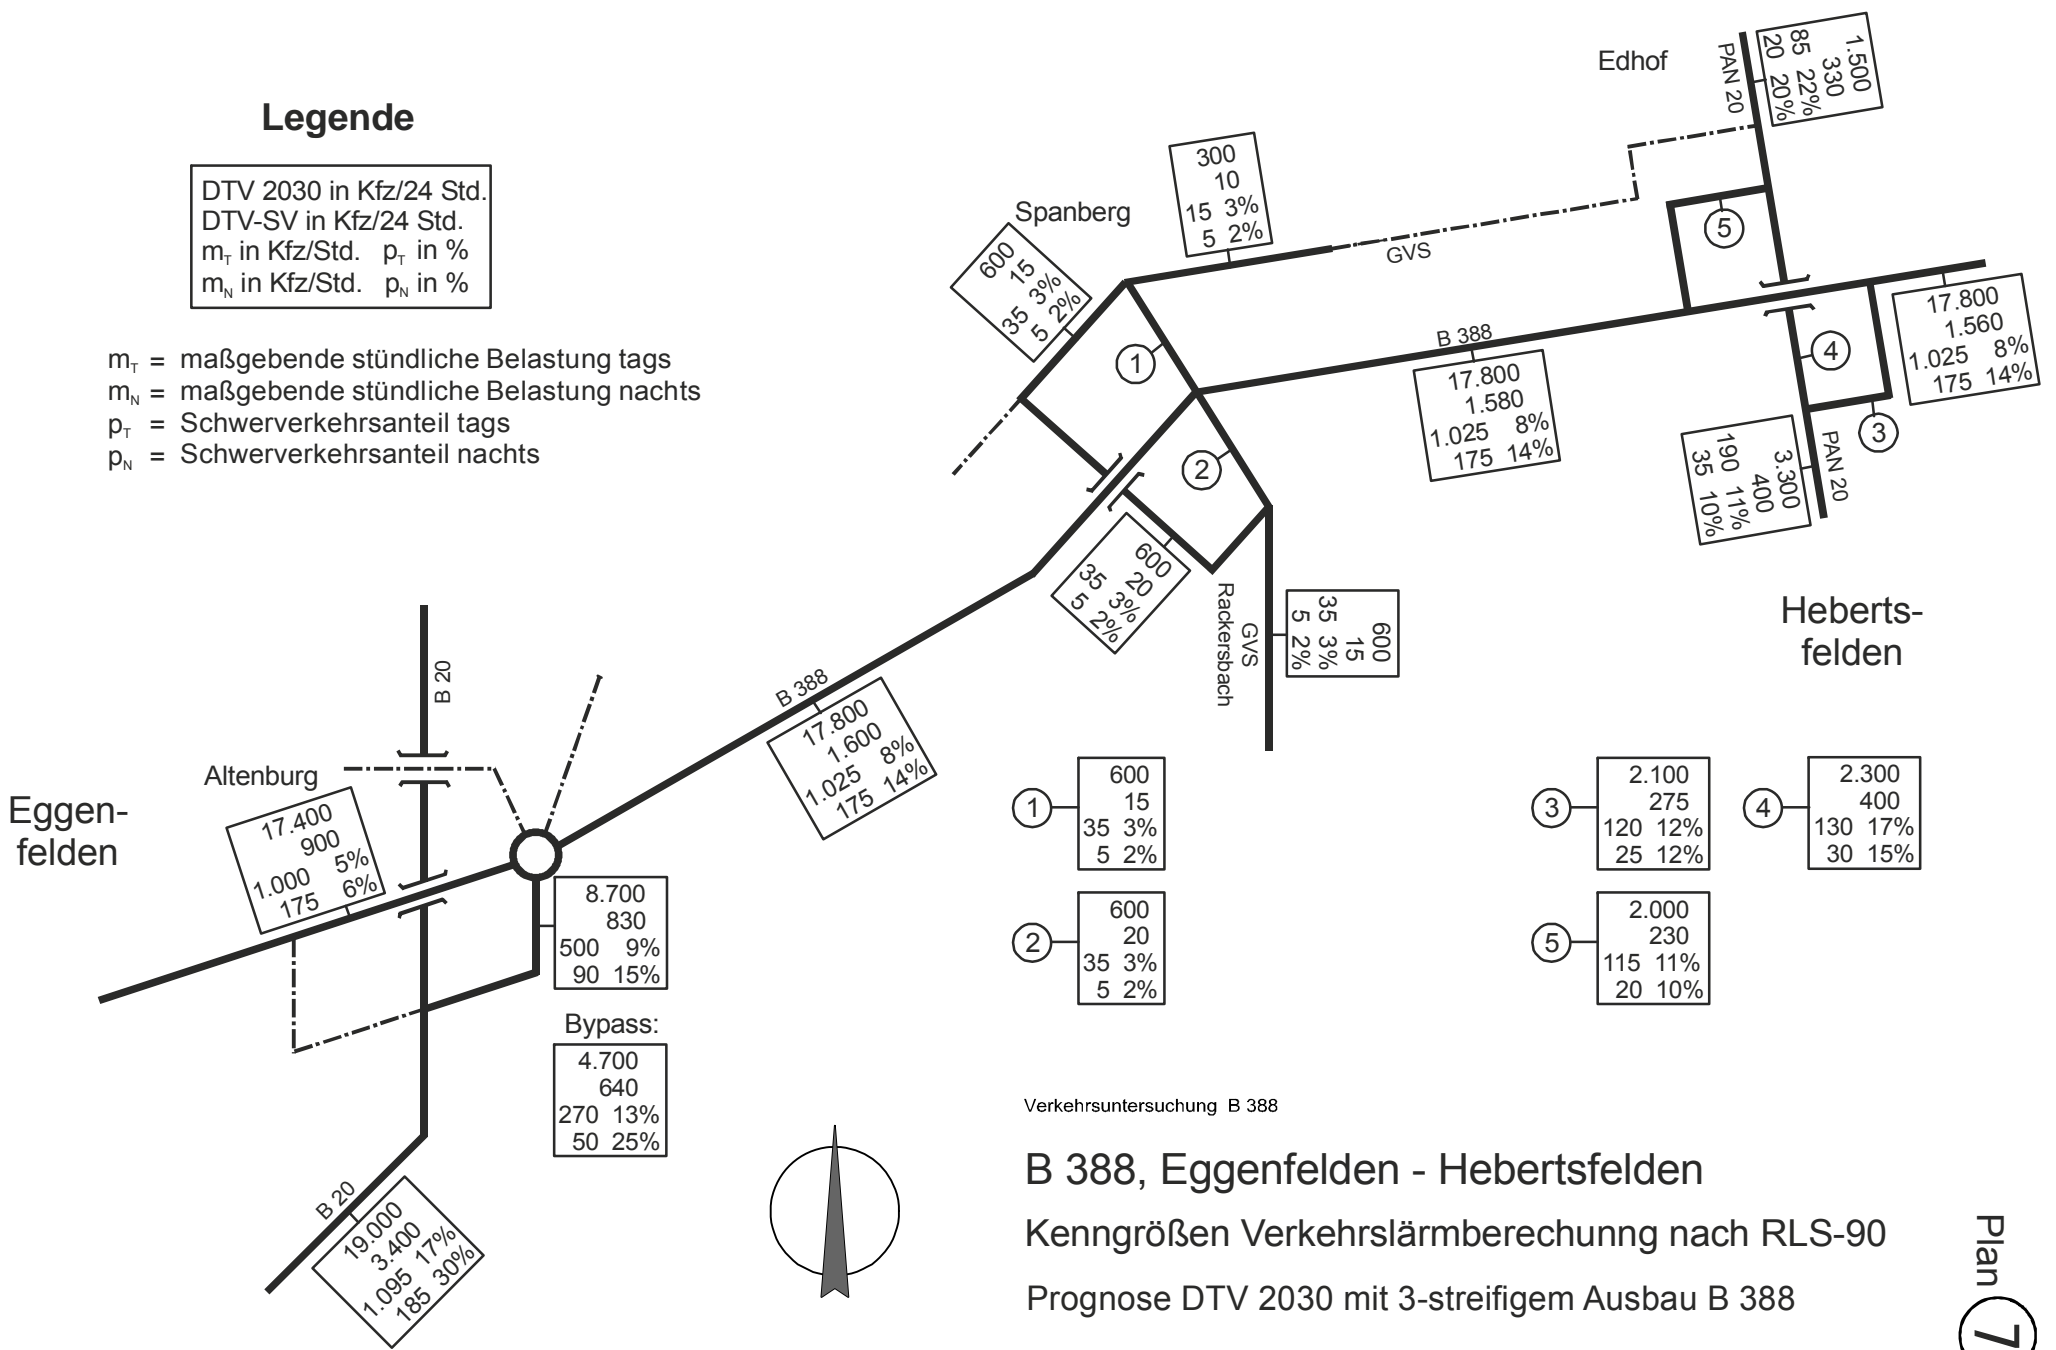 Legende
DTV 2030 in Kfz/24 Std.
DTV-SV in Kfz/24 Std.
mT in Kfz/Std. pT in %
mN in Kfz/Std. pN in %
mT = maßgebende stündliche Belastung tags
mN = maßgebende stündliche Belastung nachts
pT = Schwerverkehrsanteil tags
pN = Schwerverkehrsanteil nachts
Edhof
PAN 20
1.500
330
85 22%
20 20%
300
10
15 3%
5 2%
Spanberg
600
15
35 3%
5 2%
GVS
5
1
B 388
17.800
1.580
1.025 8%
175 14%
17.800
1.560
1.025 8%
175 14%
4
3
3.300
400
190 11%
35 10%
PAN 20
2
600
20
35 3%
5 2%
GVS
Rackersbach
600
15
35 3%
5 2%
Heberts-
felden
B 20
B 388
17.800
1.600
1.025 8%
175 14%
Altenburg
Eggen-
felden
17.400
900
1.000 5%
175 6%
8.700
830
500 9%
90 15%
Bypass:
4.700
640
270 13%
50 25%
B 20
19.000
3.400
1.095 17%
185 30%
1
600
15
35 3%
5 2%
2
600
20
35 3%
5 2%
3
2.100
275
120 12%
25 12%
4
2.300
400
130 17%
30 15%
5
2.000
230
115 11%
20 10%
Verkehrsuntersuchung B 388
B 388, Eggenfelden - Hebertsfelden
Kenngrößen Verkehrslärmberechunng nach RLS-90
Prognose DTV 2030 mit 3-streifigem Ausbau B 388
Plan 7